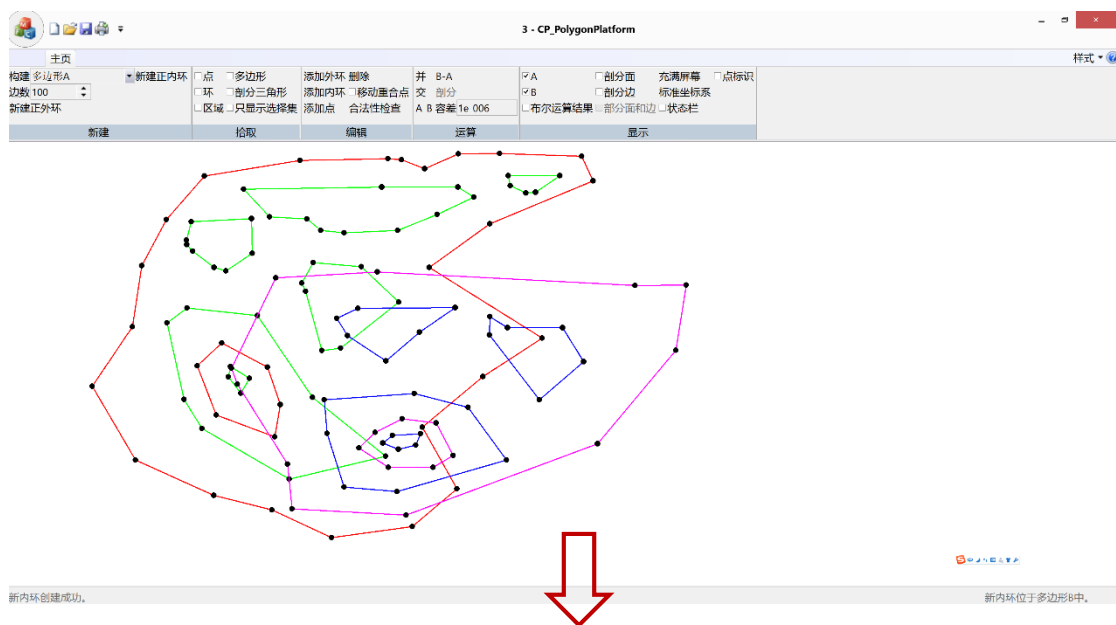 3 - CP_PolygonPlatform
主页
样式
构建 多边形A 新建正内环 点 多边形 添加外环 删除 并 B-A A 剖分面 充满屏幕 点标识
边数 100 环 剖分三角形 添加内环 移动重合点 交 剖分 B 剖分边 标准坐标系
新建正外环 区域 只显示选择集 添加点 合法性检查 A B 容差 1e 006 布尔运算结果 部分面和边 状态栏
新建 拾取 编辑 运算 显示
新内环创建成功。 新内环位于多边形B中。